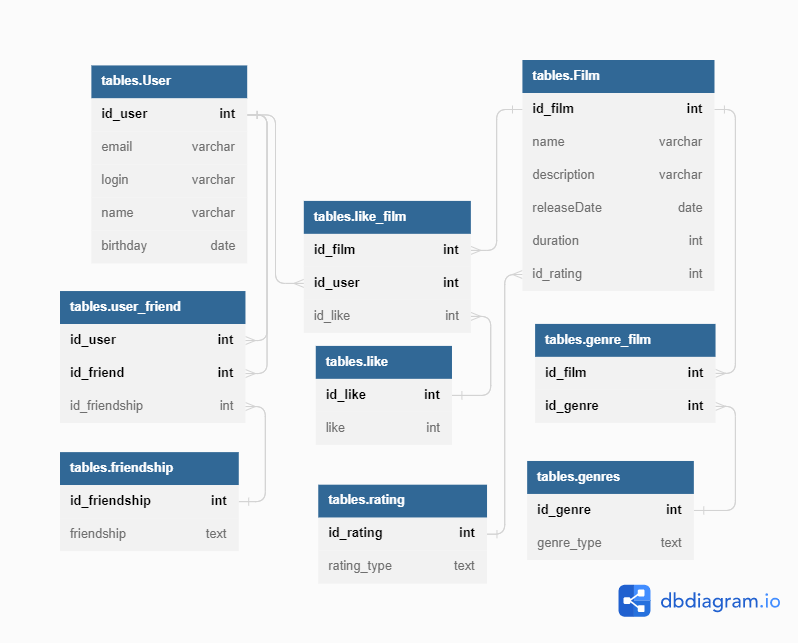 tables.User
id_user int
email varchar
login varchar
name varchar
birthday date
tables.user_friend
id_user int
id_friend int
id_friendship int
tables.friendship
id_friendship int
friendship text
tables.like_film
id_film int
id_user int
id_like int
tables.like
id_like int
like int
tables.rating
id_rating int
rating_type text
tables.Film
id_film int
name varchar
description varchar
releaseDate date
duration int
id_rating int
tables.genre_film
id_film int
id_genre int
tables.genres
id_genre int
genre_type text
dbdiagram.io